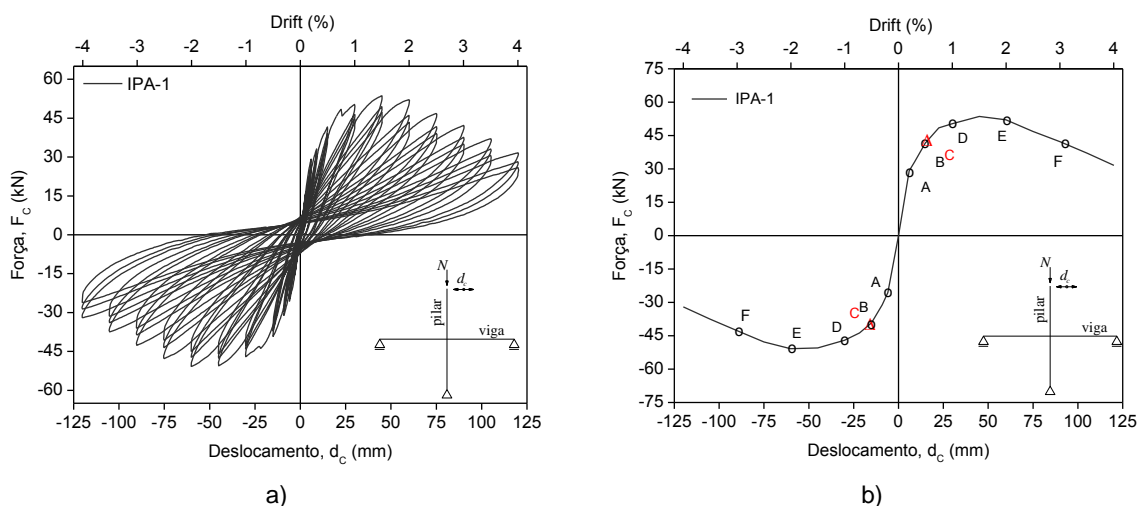 Drift (%)
-4 -3 -2 -1 0 1 2 3 4
60
45
30
15
0
-15
-30
-45
-60
Força, F_C (kN)
IPA-1
N
d_c
pilar
viga
-125 -100 -75 -50 -25 0 25 50 75 100 125
Deslocamento, d_C (mm)
a)
Drift (%)
-4 -3 -2 -1 0 1 2 3 4
75
60
45
30
15
0
-15
-30
-45
-60
-75
Força, F_C (kN)
IPA-1
D
E
B
C
F
A
A
B
C
D
E
F
N
d_c
pilar
viga
-125 -100 -75 -50 -25 0 25 50 75 100 125
Deslocamento, d_C (mm)
b)